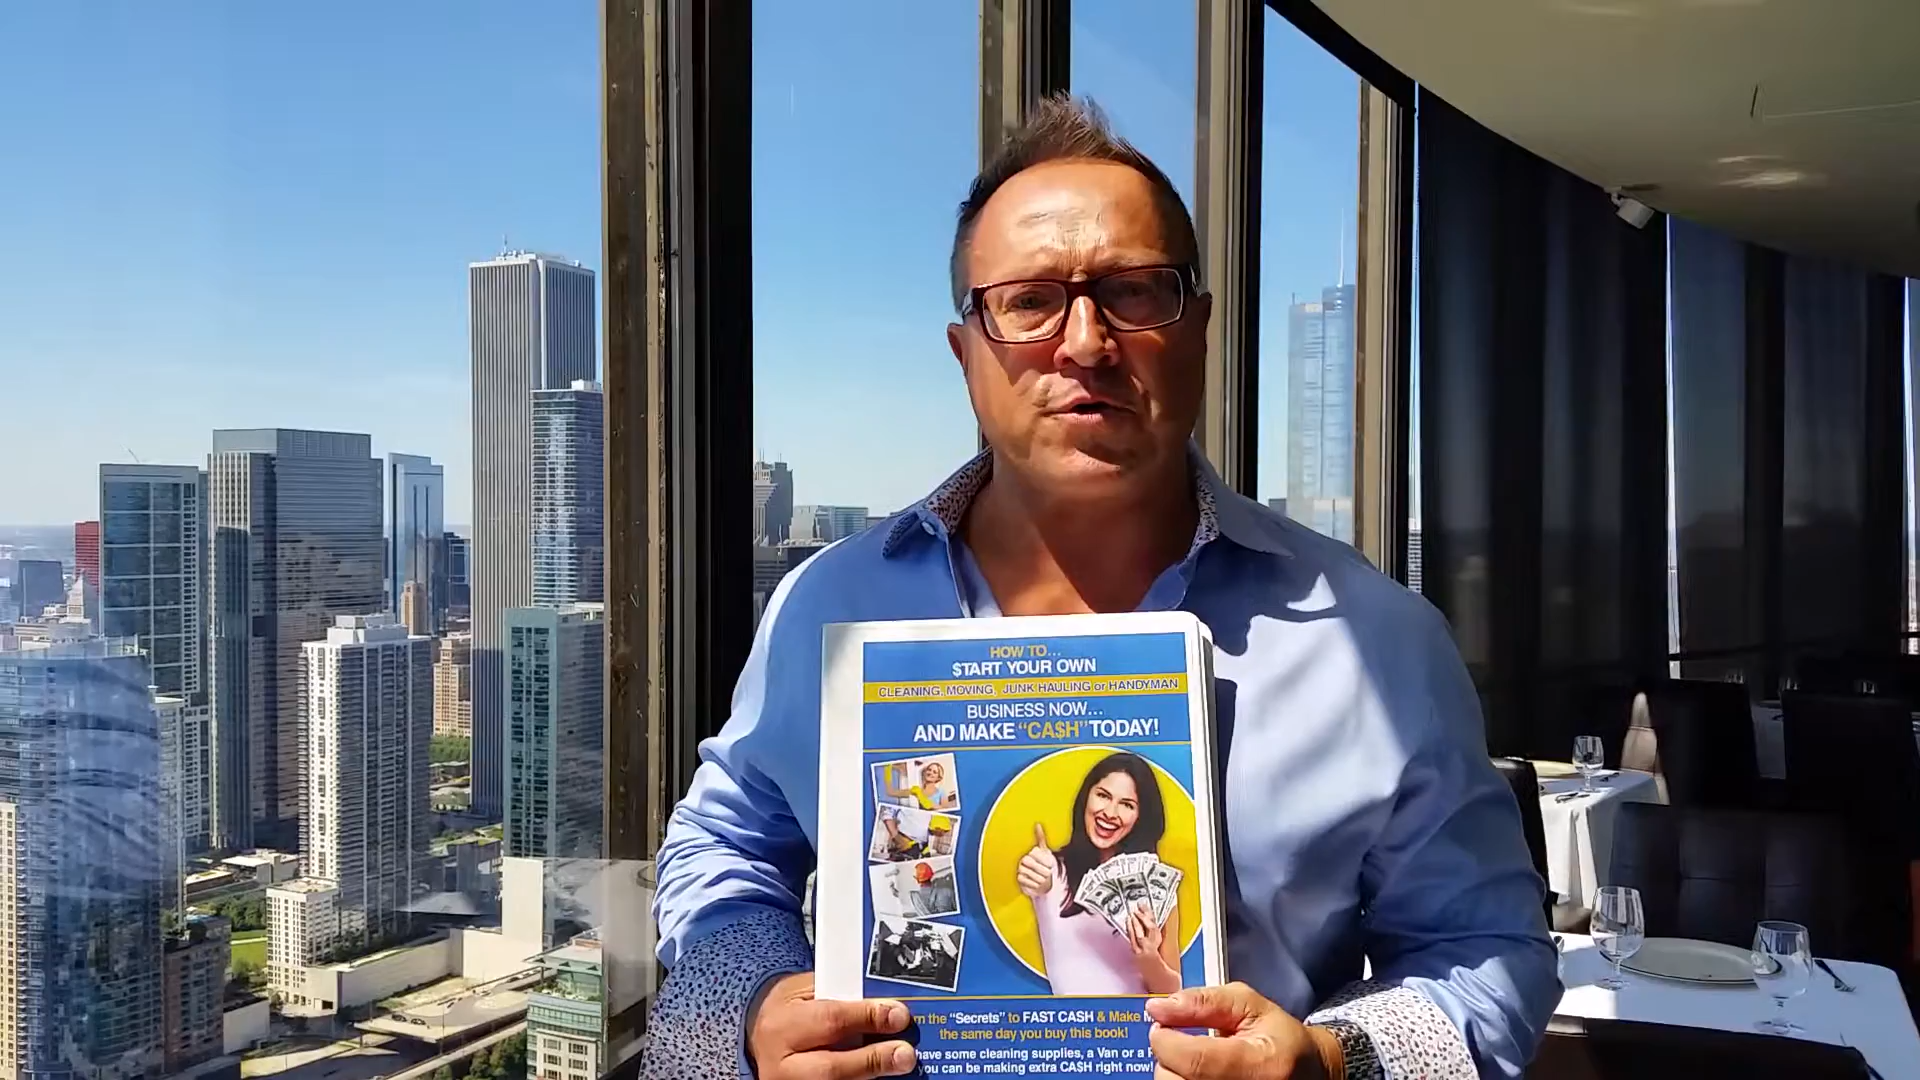 HOW TO...
$TART YOUR OWN
CLEANING, MOVING, JUNK HAULING or HANDYMAN
BUSINESS NOW...
AND MAKE "CA$H" TODAY!
the "Secrets" to FAST CASH & Make
the same day you buy this book!
have some cleaning supplies, a Van or a
you can be making extra CA$H right now!